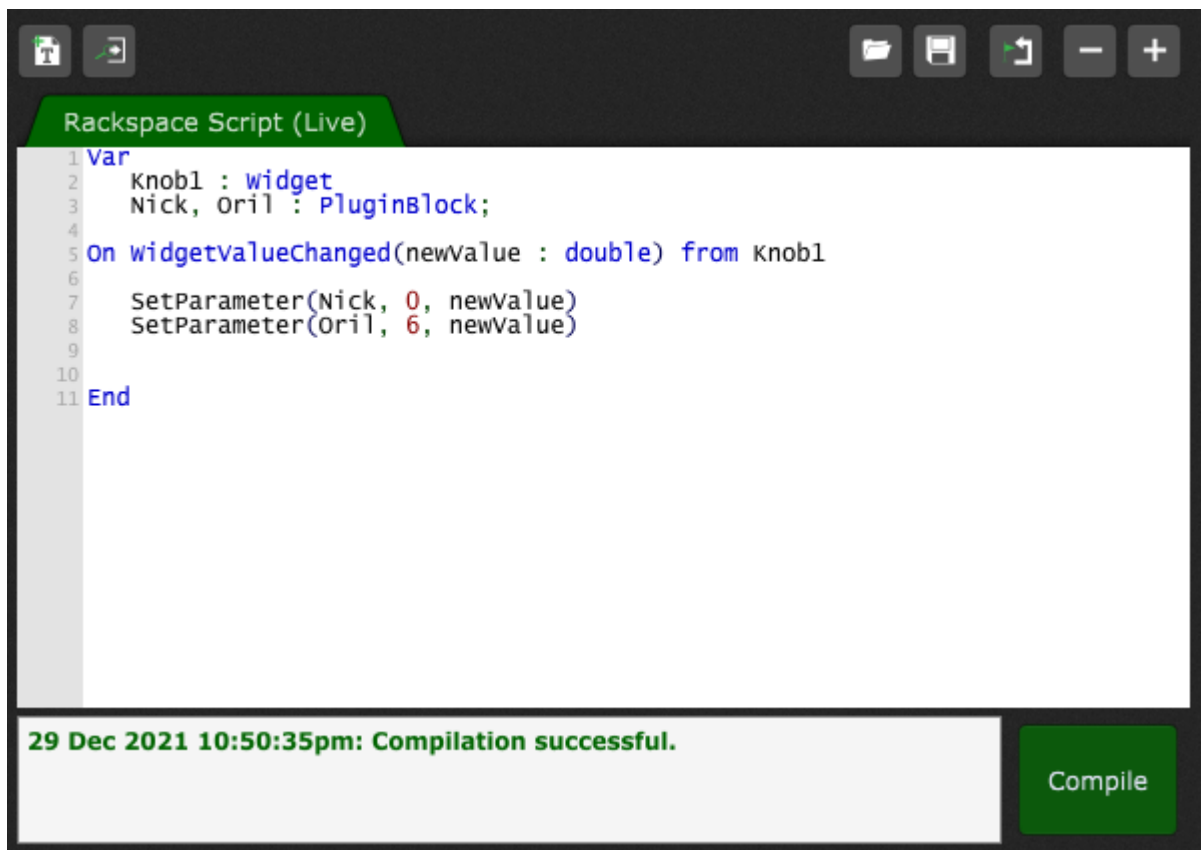 Rackspace Script (Live)
1 Var
2 Knob1 : Widget
3 Nick, Oril : PluginBlock;
4
5 On WidgetValueChanged(newValue : double) from Knob1
6
7 SetParameter(Nick, 0, newValue)
8 SetParameter(Oril, 6, newValue)
9
10
11 End
29 Dec 2021 10:50:35pm: Compilation successful.
Compile